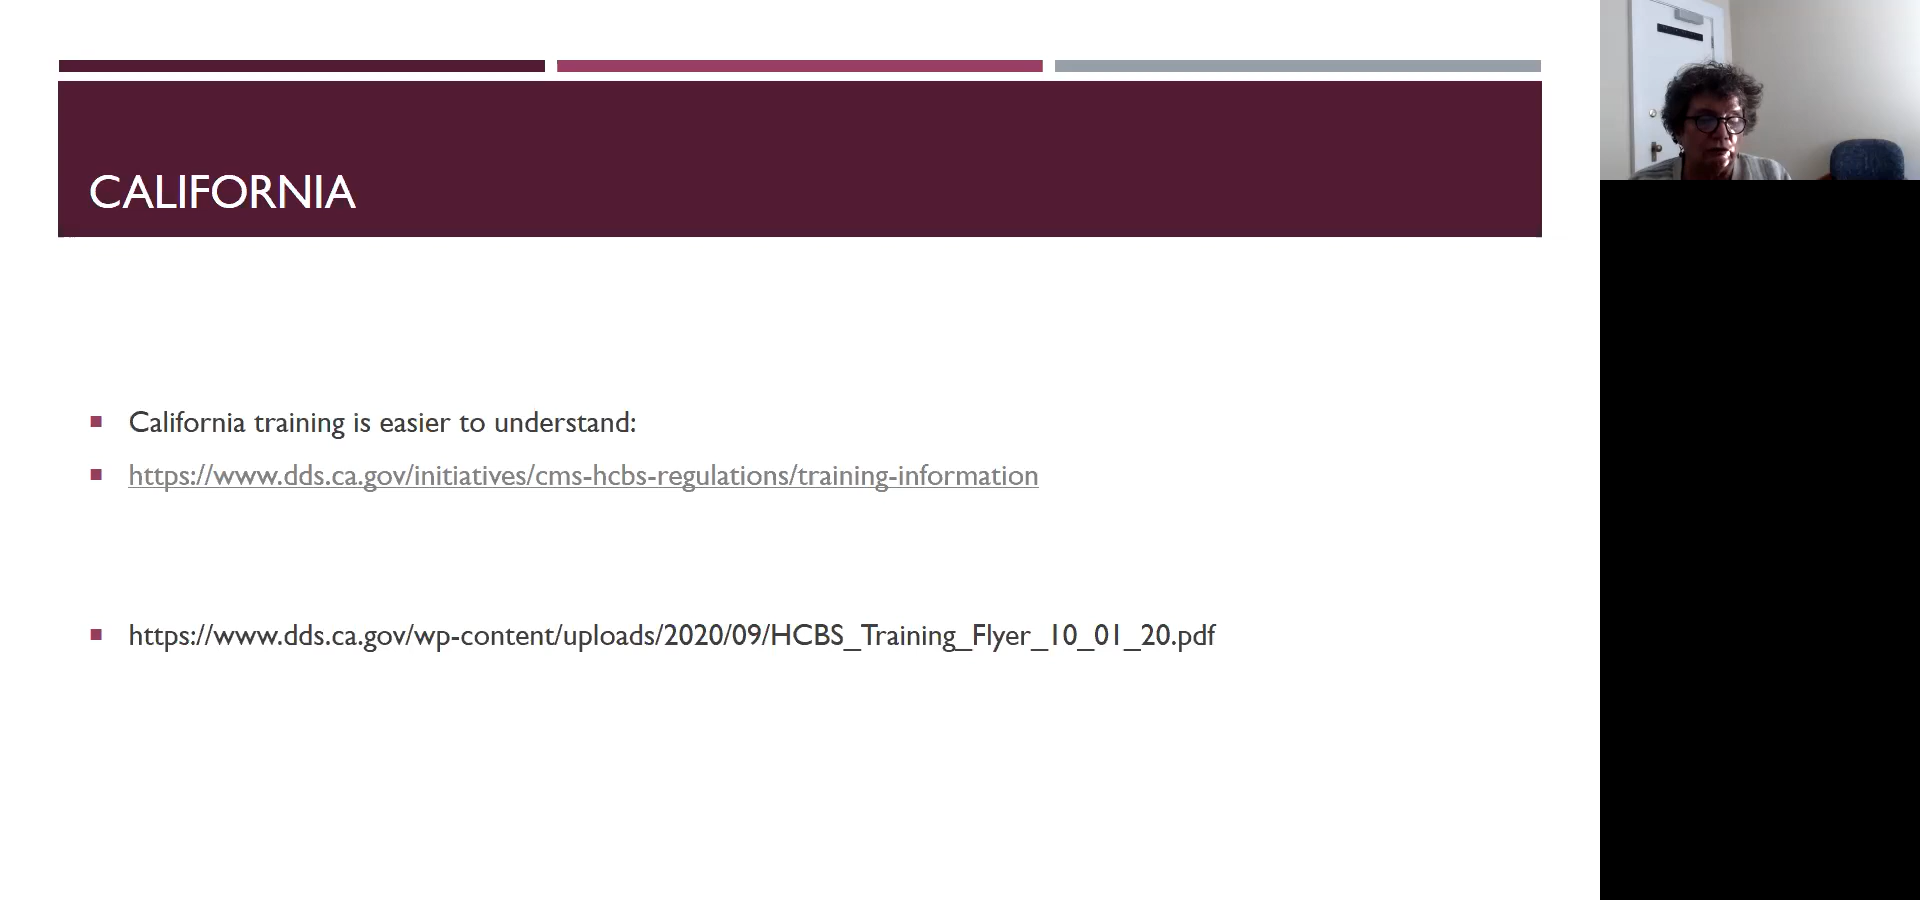 CALIFORNIA
California training is easier to understand:
https://www.dds.ca.gov/initiatives/cms-hcbs-regulations/training-information
https://www.dds.ca.gov/wp-content/uploads/2020/09/HCBS_Training_Flyer_10_01_20.pdf